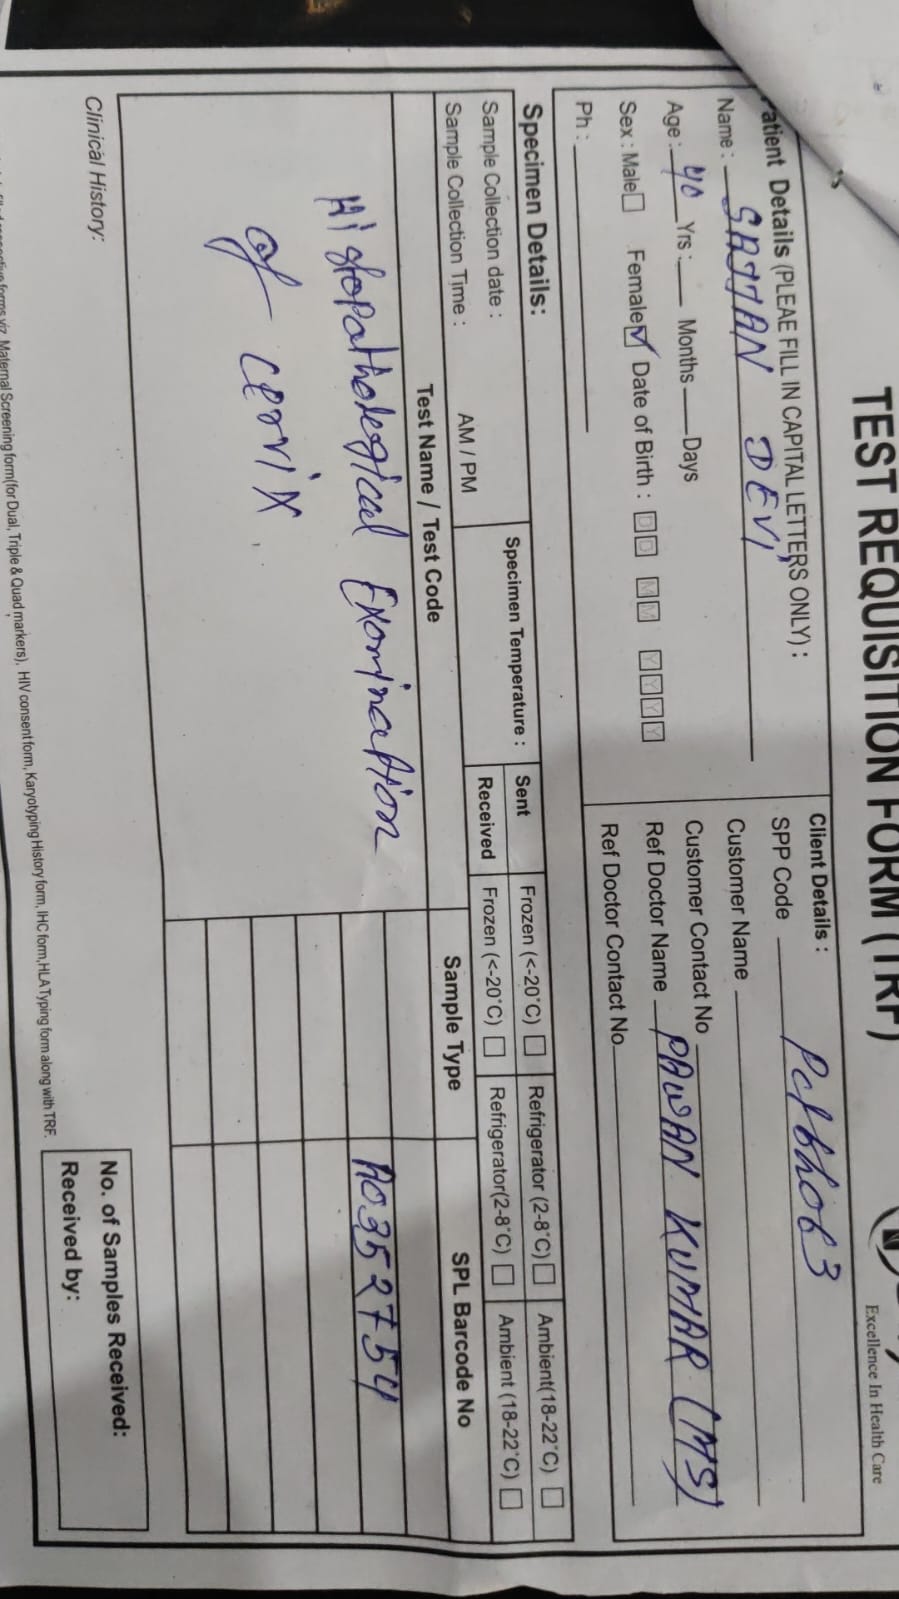 TEST REQUISITION FORM (TRF)
Excellence In Health Care
Patient Details (PLEAE FILL IN CAPITAL LETTERS ONLY) :
Name : SAJJAN DEVI
Age : 40 Yrs : Months Days
Sex : Male Female Date of Birth : DD MM YYYY
Ph :
Client Details :
SPP Code
Customer Name
Customer Contact No
Ref Doctor Name PAWAN KUMAR (MS)
Ref Doctor Contact No
Specimen Details:
Sample Collection date :
Sample Collection Time : AM / PM
Specimen Temperature :
Sent Frozen (<-20°C) Refrigerator (2-8°C) Ambient(18-22°C)
Received Frozen (<-20°C) Refrigerator(2-8°C) Ambient (18-22°C)
Test Name / Test Code Sample Type SPL Barcode No
Histopathological Examination A0352754
of cervix
Clinical History:
No. of Samples Received:
Received by:
forms viz. Maternal Screening form(for Dual, Triple & Quad markers), HIV consent form, Karyotyping History form, IHC form,HLA Typing form along with TRF.